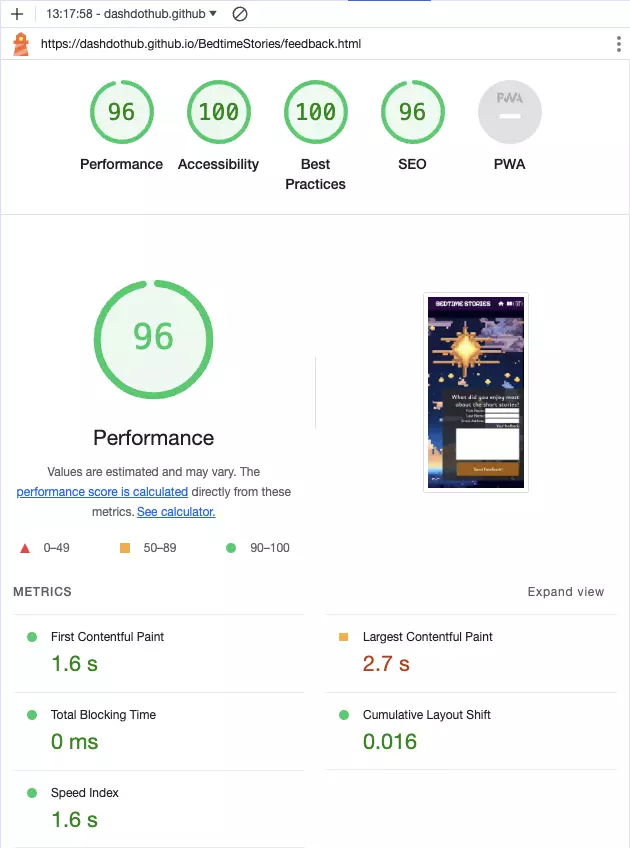 13:17:58 - dashdothub.github
https://dashdothub.github.io/BedtimeStories/feedback.html
96
100
100
96
PWA
Performance
Accessibility
Best
Practices
SEO
PWA
96
Performance
Values are estimated and may vary. The
performance score is calculated directly from these
metrics. See calculator.
0–49
50–89
90–100
BEDTIME STORIES
When did you enjoy most
about the short stories?
First Name
Last Name
Email Address
Your feedback
Send Feedback!
METRICS
Expand view
First Contentful Paint
1.6 s
Largest Contentful Paint
2.7 s
Total Blocking Time
0 ms
Cumulative Layout Shift
0.016
Speed Index
1.6 s